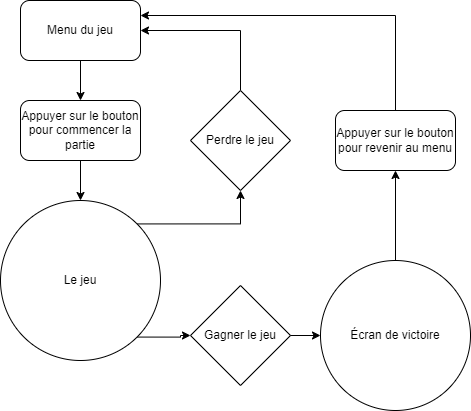 Menu du jeu
Appuyer sur le bouton
pour commencer la
partie
Perdre le jeu
Appuyer sur le bouton
pour revenir au menu
Le jeu
Gagner le jeu
Écran de victoire